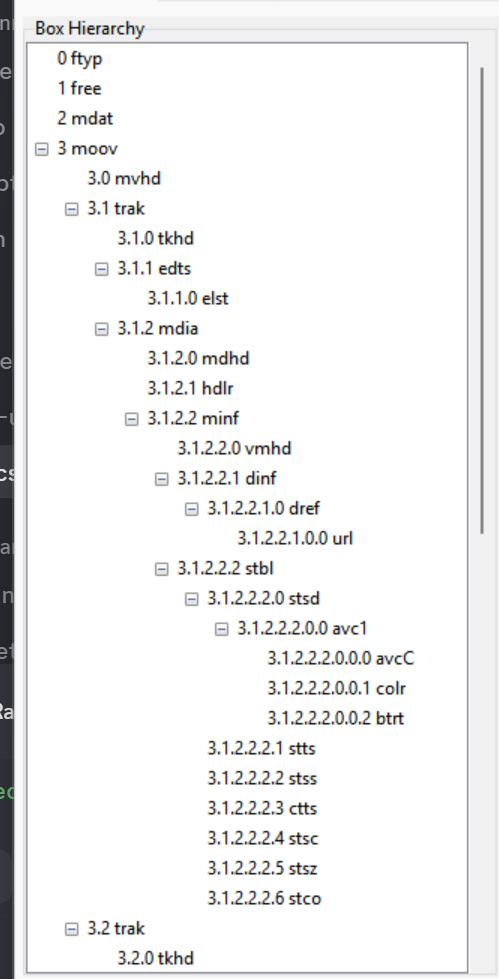 Box Hierarchy
0 ftyp
1 free
2 mdat
3 moov
3.0 mvhd
3.1 trak
3.1.0 tkhd
3.1.1 edts
3.1.1.0 elst
3.1.2 mdia
3.1.2.0 mdhd
3.1.2.1 hdlr
3.1.2.2 minf
3.1.2.2.0 vmhd
3.1.2.2.1 dinf
3.1.2.2.1.0 dref
3.1.2.2.1.0.0 url
3.1.2.2.2 stbl
3.1.2.2.2.0 stsd
3.1.2.2.2.0.0 avc1
3.1.2.2.2.0.0.0 avcC
3.1.2.2.2.0.0.1 colr
3.1.2.2.2.0.0.2 btrt
3.1.2.2.2.1 stts
3.1.2.2.2.2 stss
3.1.2.2.2.3 ctts
3.1.2.2.2.4 stsc
3.1.2.2.2.5 stsz
3.1.2.2.2.6 stco
3.2 trak
3.2.0 tkhd